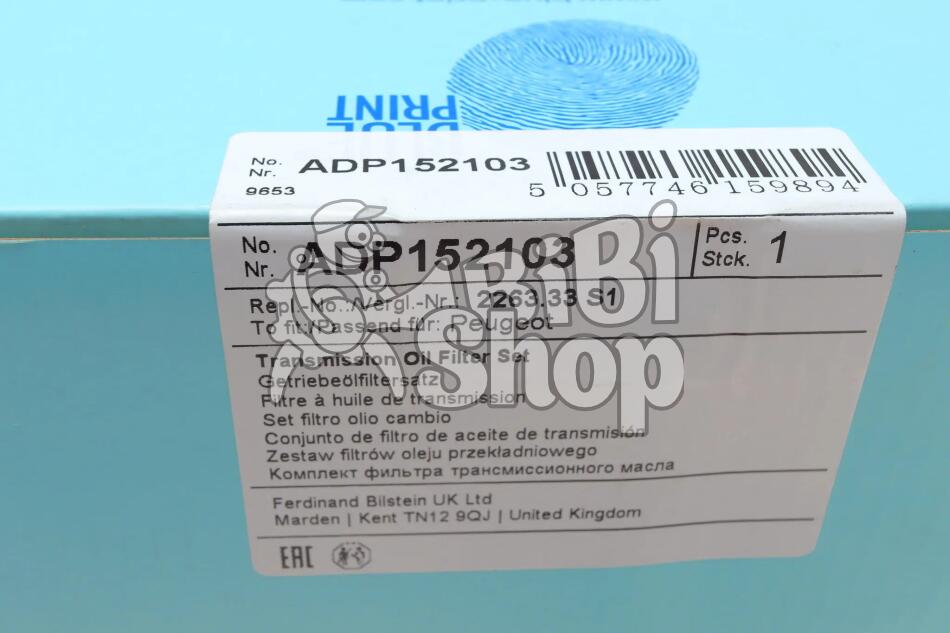 BLUE
PRINT
No.
Nr.
ADP152103
9653
5 057746 159894
No.
Nr.
ADP152103
Pcs.
Stck.
1
Repl.-No../Vergl.-Nr.: 2263.33 S1
To fit:/Passend für: Peugeot
Transmission Oil Filter Set
Getriebeölfiltersatz
Filtre à huile de transmission
Set filtro olio cambio
Conjunto de filtro de aceite de transmisión
Zestaw filtrów oleju przekładniowego
Комплект фильтра трансмиссионного масла
Ferdinand Bilstein UK Ltd
Marden | Kent TN12 9QJ | United Kingdom
EAC
BiBi
Shop